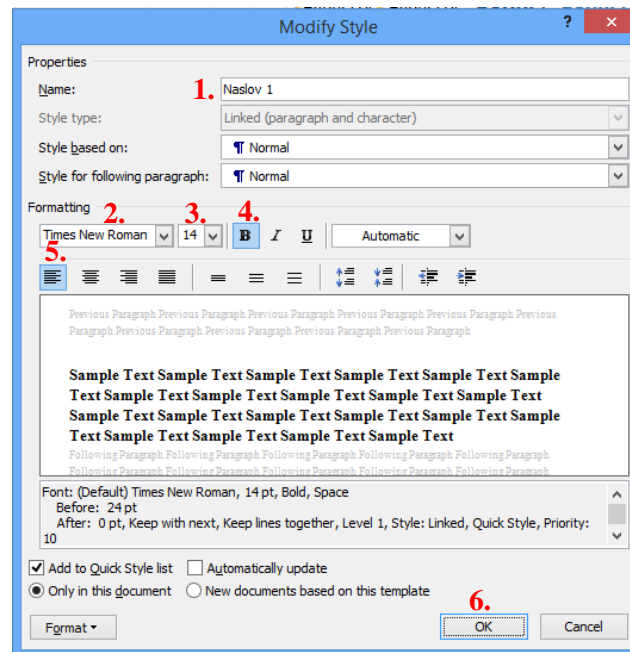 Modify Style
? ×
Properties
Name: 1. Naslov 1
Style type: Linked (paragraph and character)
Style based on: ¶ Normal
Style for following paragraph: ¶ Normal
Formatting 2. 3. 4.
Times New Roman 14 B I U Automatic
5.
Previous Paragraph Previous Paragraph Previous Paragraph Previous Paragraph Previous Paragraph Previous
Paragraph Previous Paragraph Previous Paragraph Previous Paragraph Previous Paragraph
Sample Text Sample Text Sample Text Sample Text Sample Text Sample
Text Sample Text Sample Text Sample Text Sample Text Sample Text
Sample Text Sample Text Sample Text Sample Text Sample Text Sample
Text Sample Text Sample Text Sample Text Sample Text
Following Paragraph Following Paragraph Following Paragraph Following Paragraph Following Paragraph
Following Paragraph Following Paragraph Following Paragraph Following Paragraph Following Paragraph
Font: (Default) Times New Roman, 14 pt, Bold, Space
Before: 24 pt
After: 0 pt, Keep with next, Keep lines together, Level 1, Style: Linked, Quick Style, Priority:
10
Add to Quick Style list Automatically update
Only in this document New documents based on this template
6.
Format OK Cancel